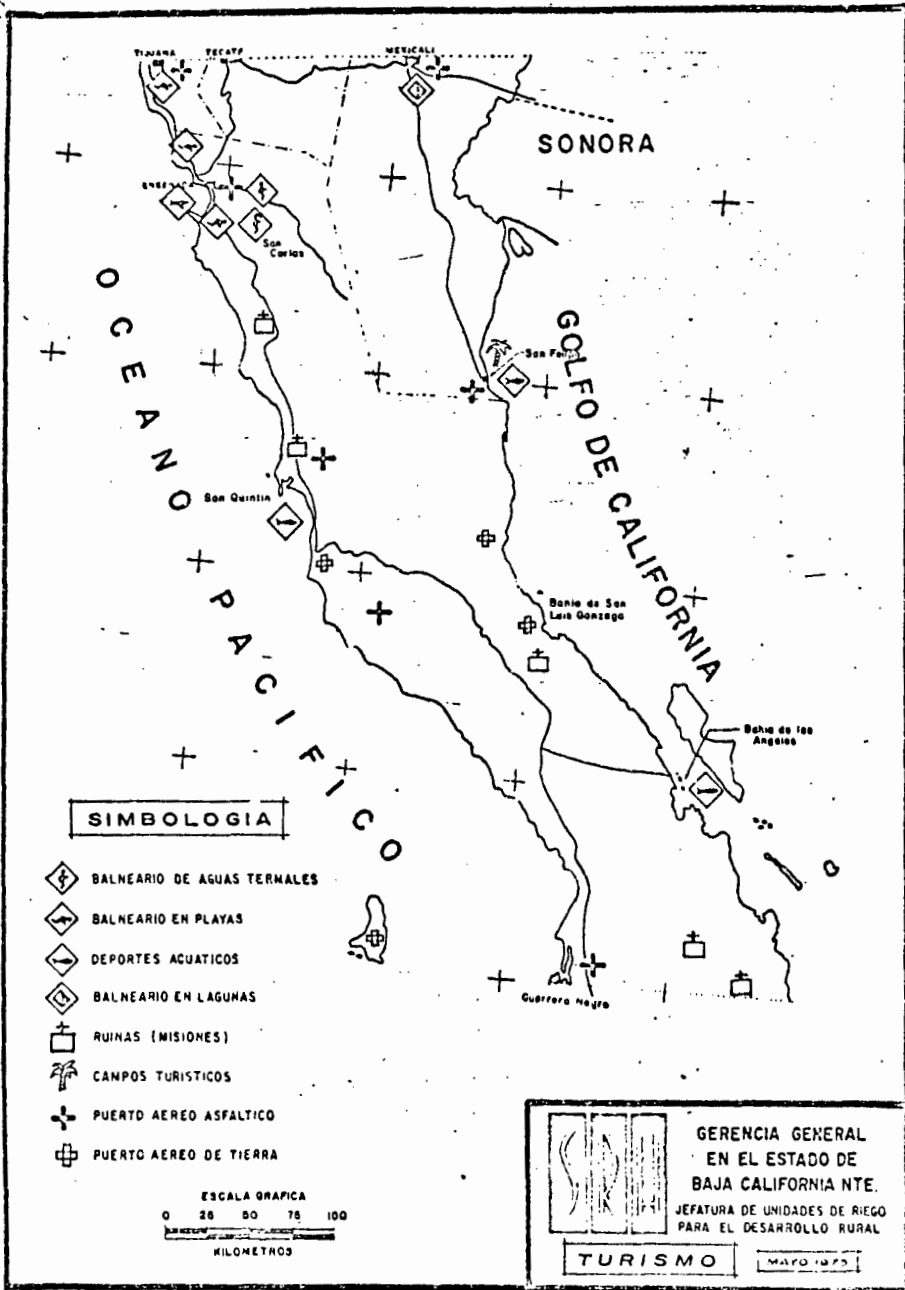 TIJUANA
TECATE
MEXICALI
SONORA
San
Carlos
OCEANO PACIFICO
GOLFO DE CALIFORNIA
San Quintin
Bahia de San
Luis Gonzaga
Bahia de los
Angeles
Guerrero Negro
SIMBOLOGIA
BALNEARIO DE AGUAS TERMALES
BALNEARIO EN PLAYAS
DEPORTES ACUATICOS
BALNEARIO EN LAGUNAS
RUINAS (MISIONES)
CAMPOS TURISTICOS
PUERTO AEREO ASFALTICO
PUERTO AEREO DE TIERRA
ESCALA GRAFICA
0 25 50 75 100
KILOMETROS
GERENCIA GENERAL
EN EL ESTADO DE
BAJA CALIFORNIA NTE.
JEFATURA DE UNIDADES DE RIEGO
PARA EL DESARROLLO RURAL
TURISMO
MAYO 1975